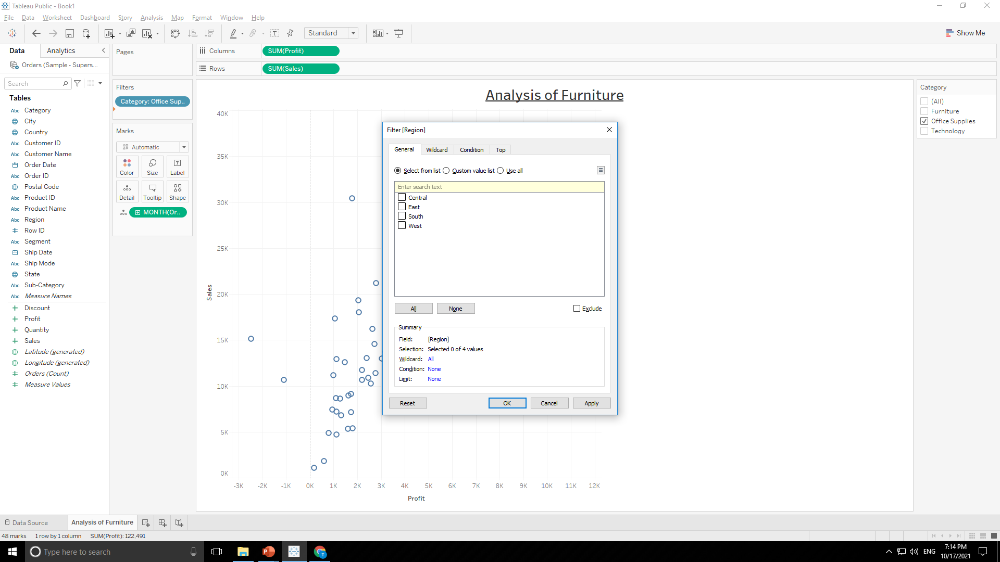 Tableau Public - Book1
File Data Worksheet Dashboard Story Analysis Map Format Window Help
Standard
Show Me
Data Analytics
Orders (Sample - Supers...
Search
Tables
Abc Category
City
Country
Abc Customer ID
Abc Customer Name
Order Date
Abc Order ID
Postal Code
Abc Product ID
Abc Product Name
Abc Region
Row ID
Abc Segment
Ship Date
Abc Ship Mode
State
Abc Sub-Category
Abc Measure Names
Discount
Profit
Quantity
Sales
Latitude (generated)
Longitude (generated)
Orders (Count)
Measure Values
Pages
Filters
Category: Office Sup..
Marks
Automatic
Color Size Label
Detail Tooltip Shape
MONTH(Or..
Columns SUM(Profit)
Rows SUM(Sales)
Analysis of Furniture
40K
35K
30K
25K
20K
15K
10K
5K
0K
Sales
-3K -2K -1K 0K 1K 2K 3K 4K 5K 6K 7K 8K 9K 10K 11K 12K
Profit
Filter [Region]
General Wildcard Condition Top
Select from list Custom value list Use all
Enter search text
Central
East
South
West
All None Exclude
Summary
Field: [Region]
Selection: Selected 0 of 4 values
Wildcard: All
Condition: None
Limit: None
Reset OK Cancel Apply
Category
(All)
Furniture
Office Supplies
Technology
Data Source Analysis of Furniture
48 marks 1 row by 1 column SUM(Profit): 122,491
Type here to search
ENG
7:14 PM
10/17/2021